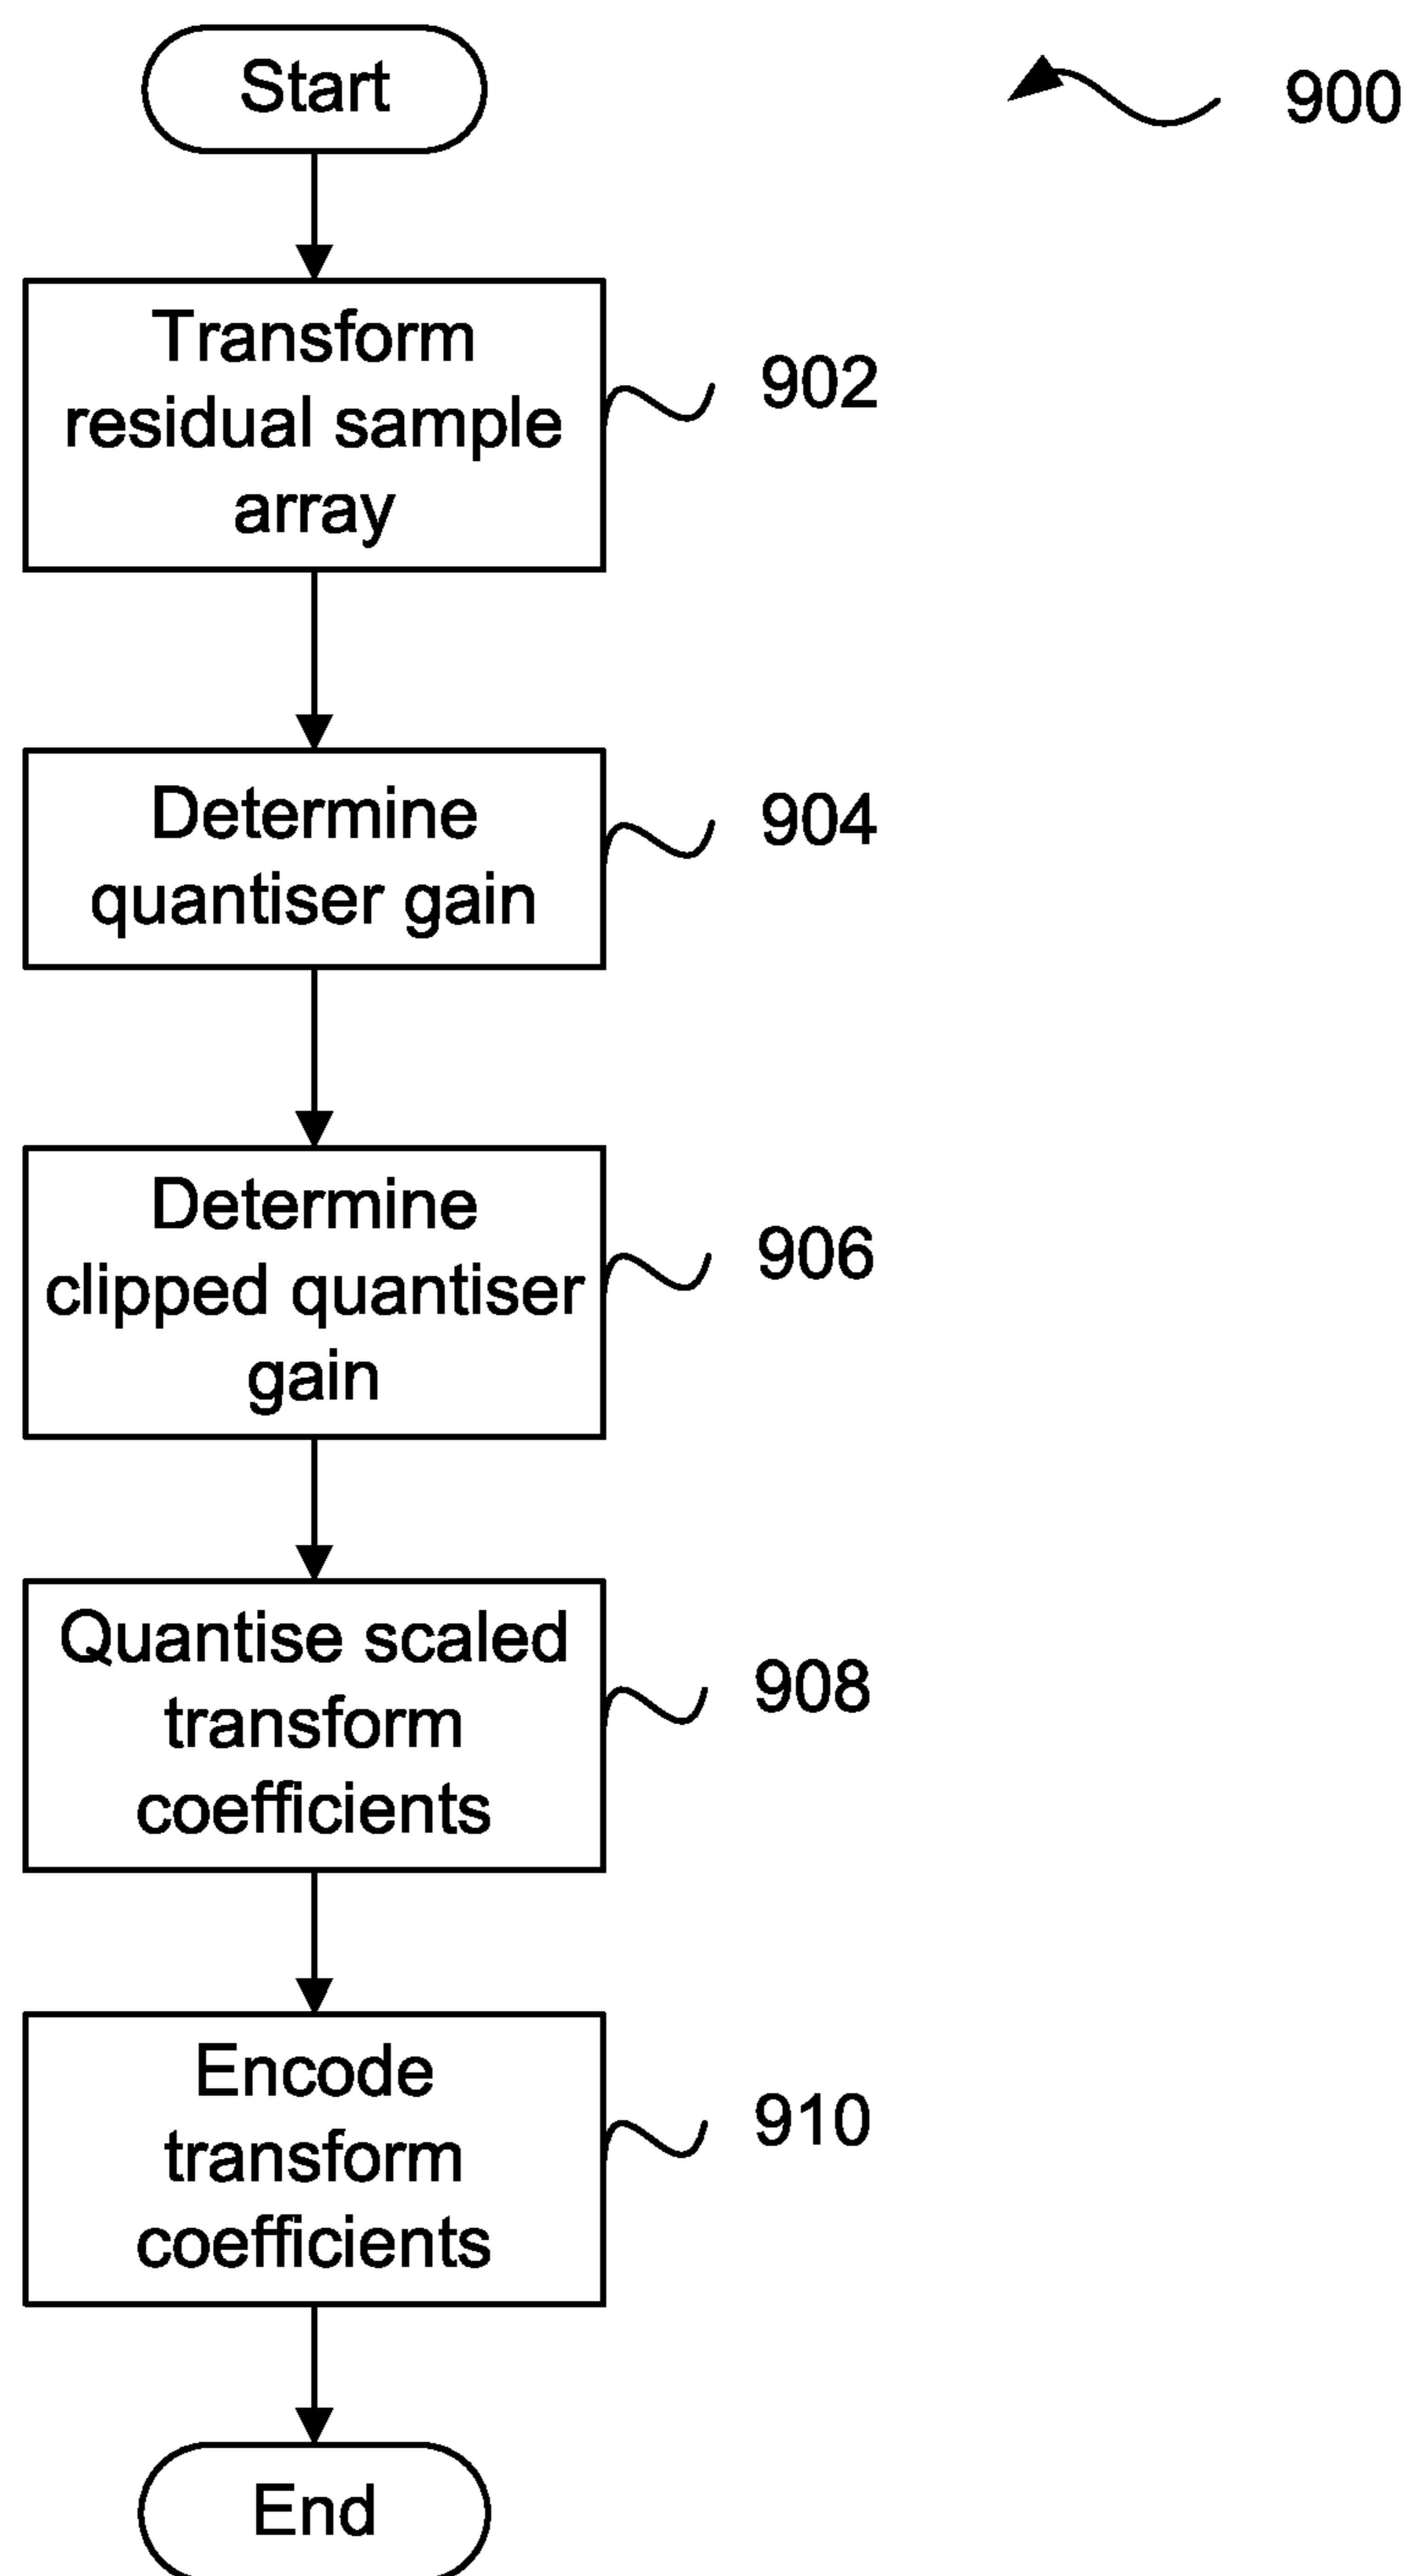 Start
900
Transform
residual sample
array
902
Determine
quantiser gain
904
Determine
clipped quantiser
gain
906
Quantise scaled
transform
coefficients
908
Encode
transform
coefficients
910
End